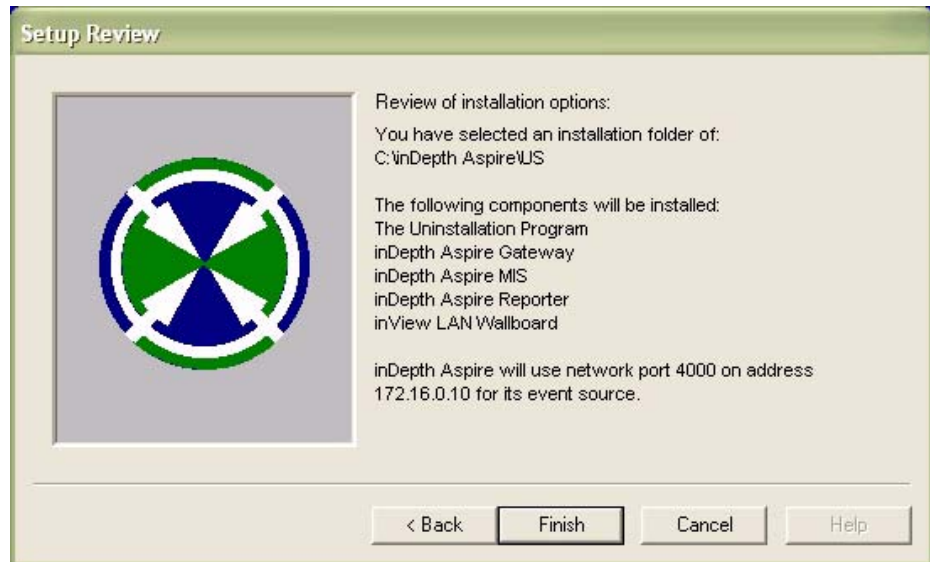 Setup Review
Review of installation options:
You have selected an installation folder of:
C:\inDepth Aspire\US
The following components will be installed:
The Uninstallation Program
inDepth Aspire Gateway
inDepth Aspire MIS
inDepth Aspire Reporter
inView LAN Wallboard
inDepth Aspire will use network port 4000 on address
172.16.0.10 for its event source.
< Back Finish Cancel Help